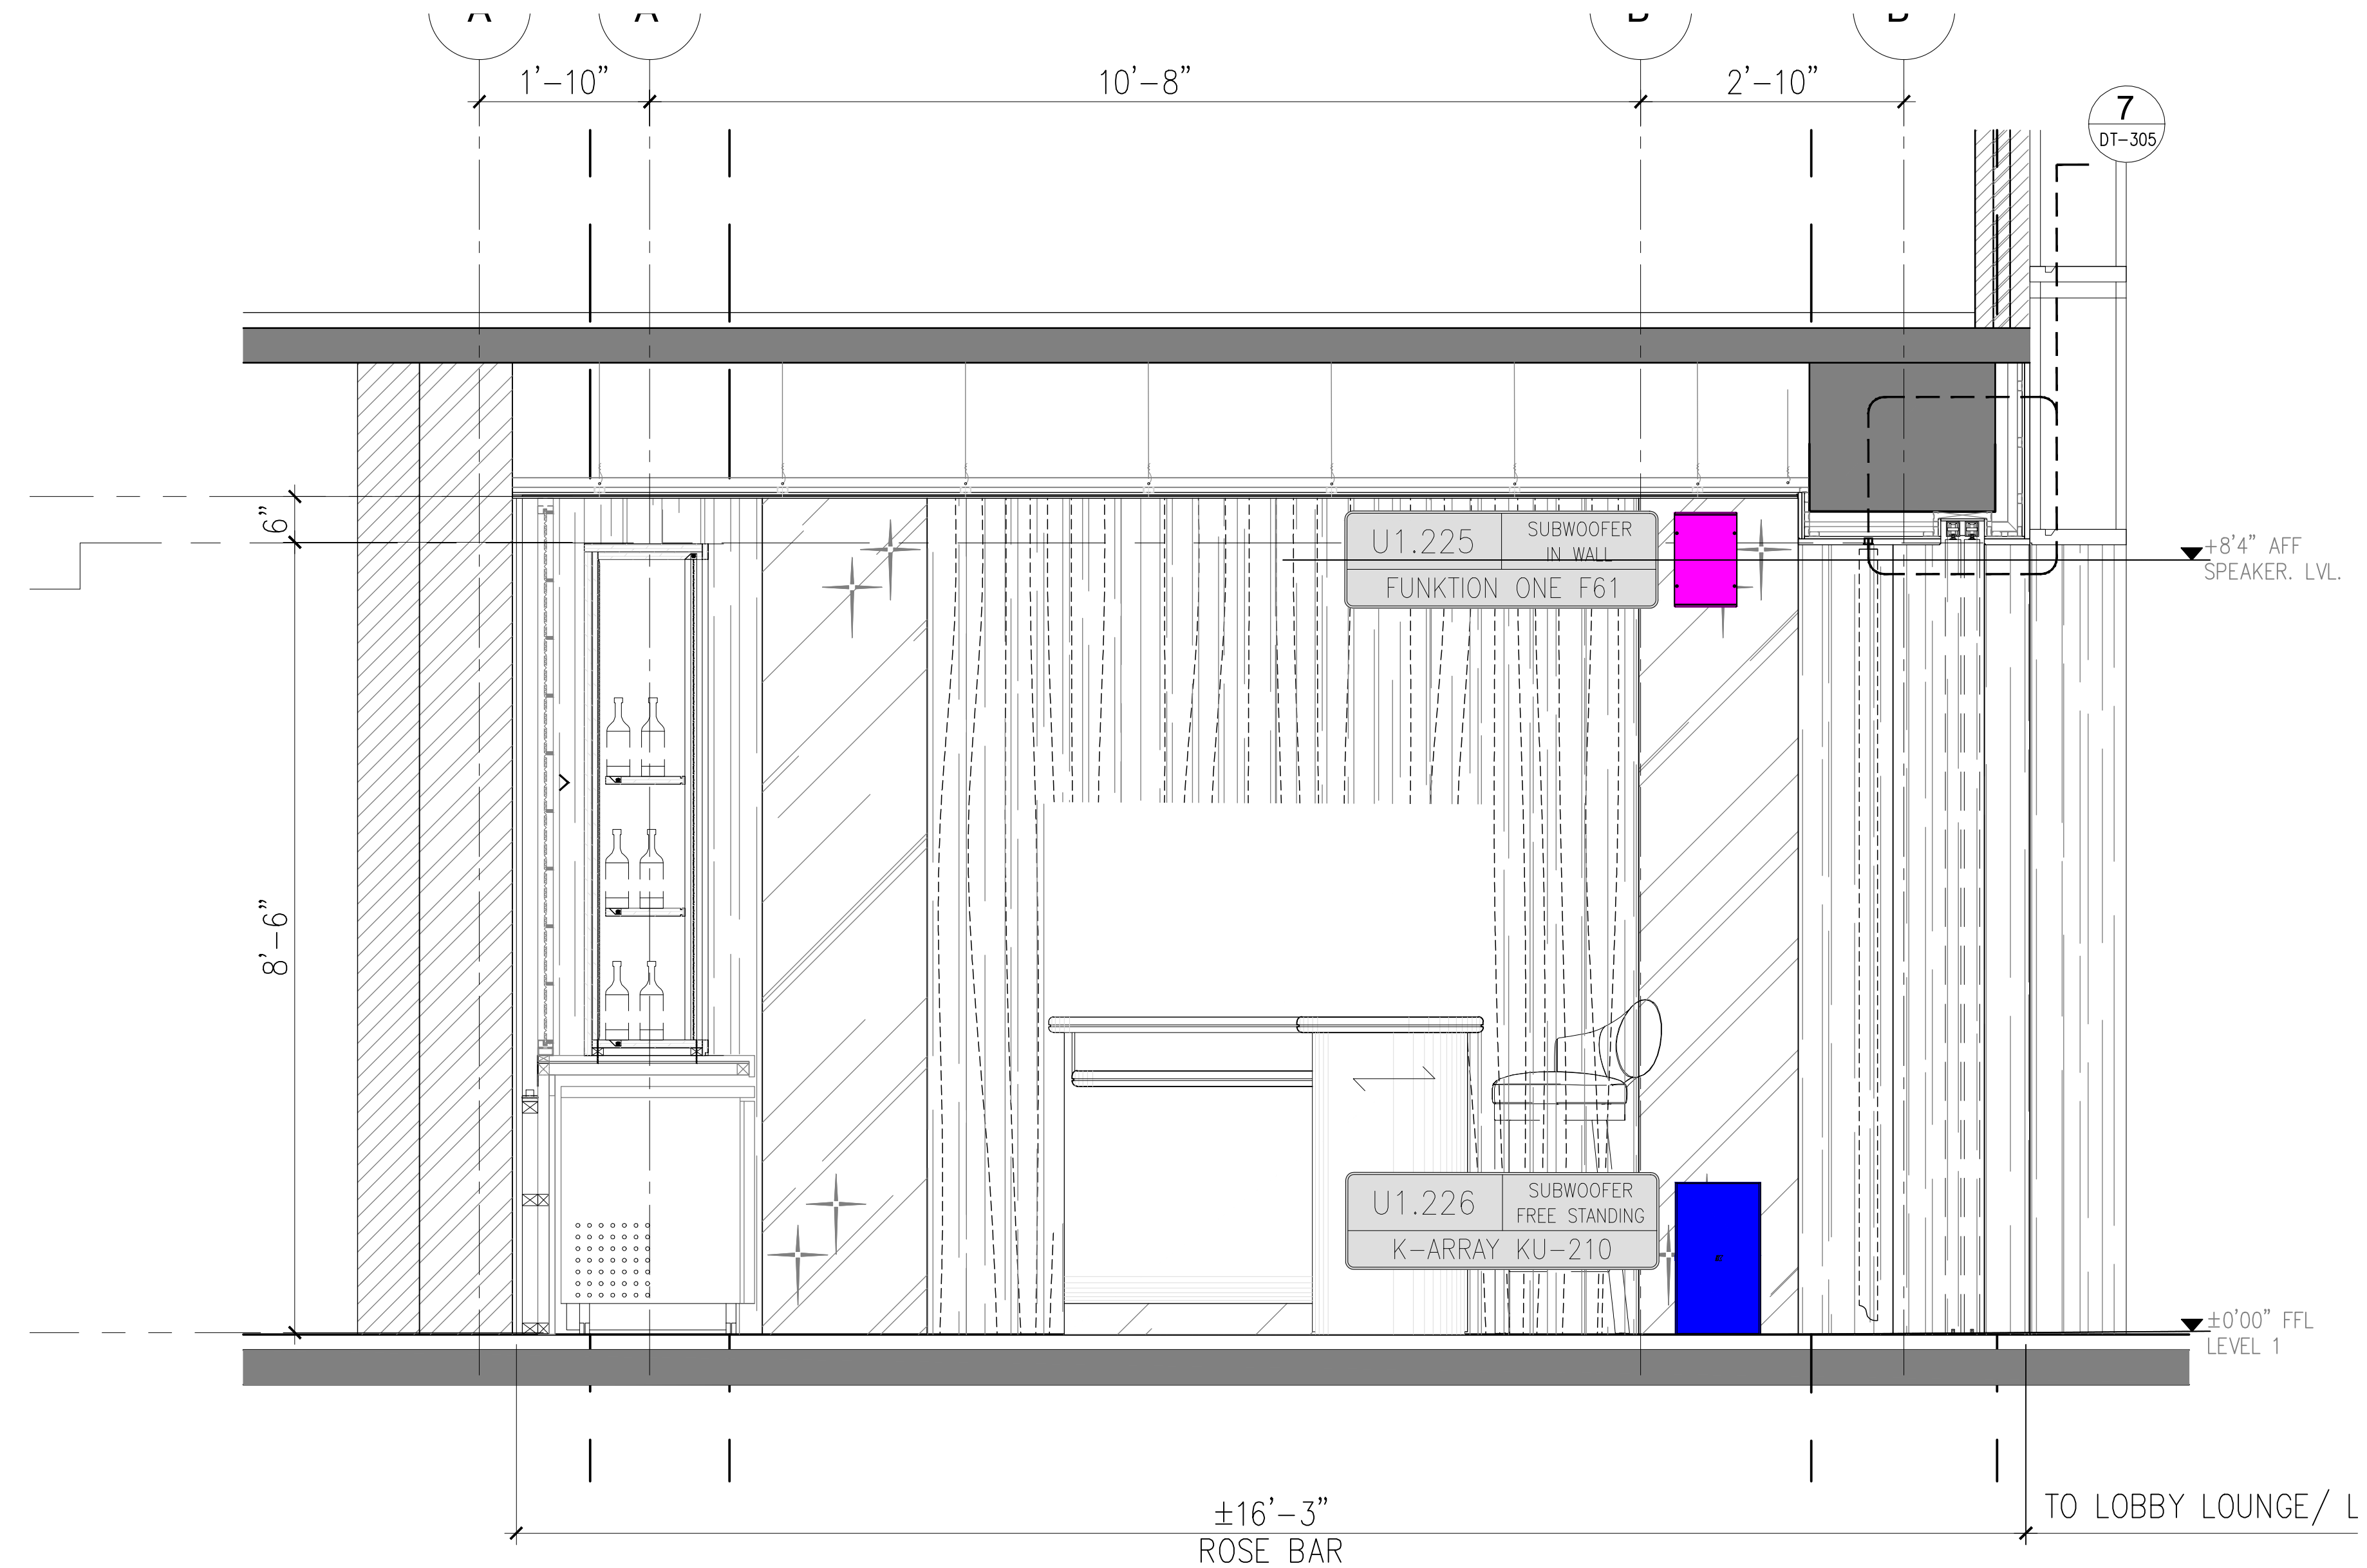 1'-10"
10'-8"
2'-10"
7
DT-305
6"
8'-6"
U1.225
SUBWOOFER
IN WALL
FUNKTION ONE F61
+8'4" AFF
SPEAKER. LVL.
U1.226
SUBWOOFER
FREE STANDING
K-ARRAY KU-210
±0'00" FFL
LEVEL 1
±16'-3"
ROSE BAR
TO LOBBY LOUNGE/